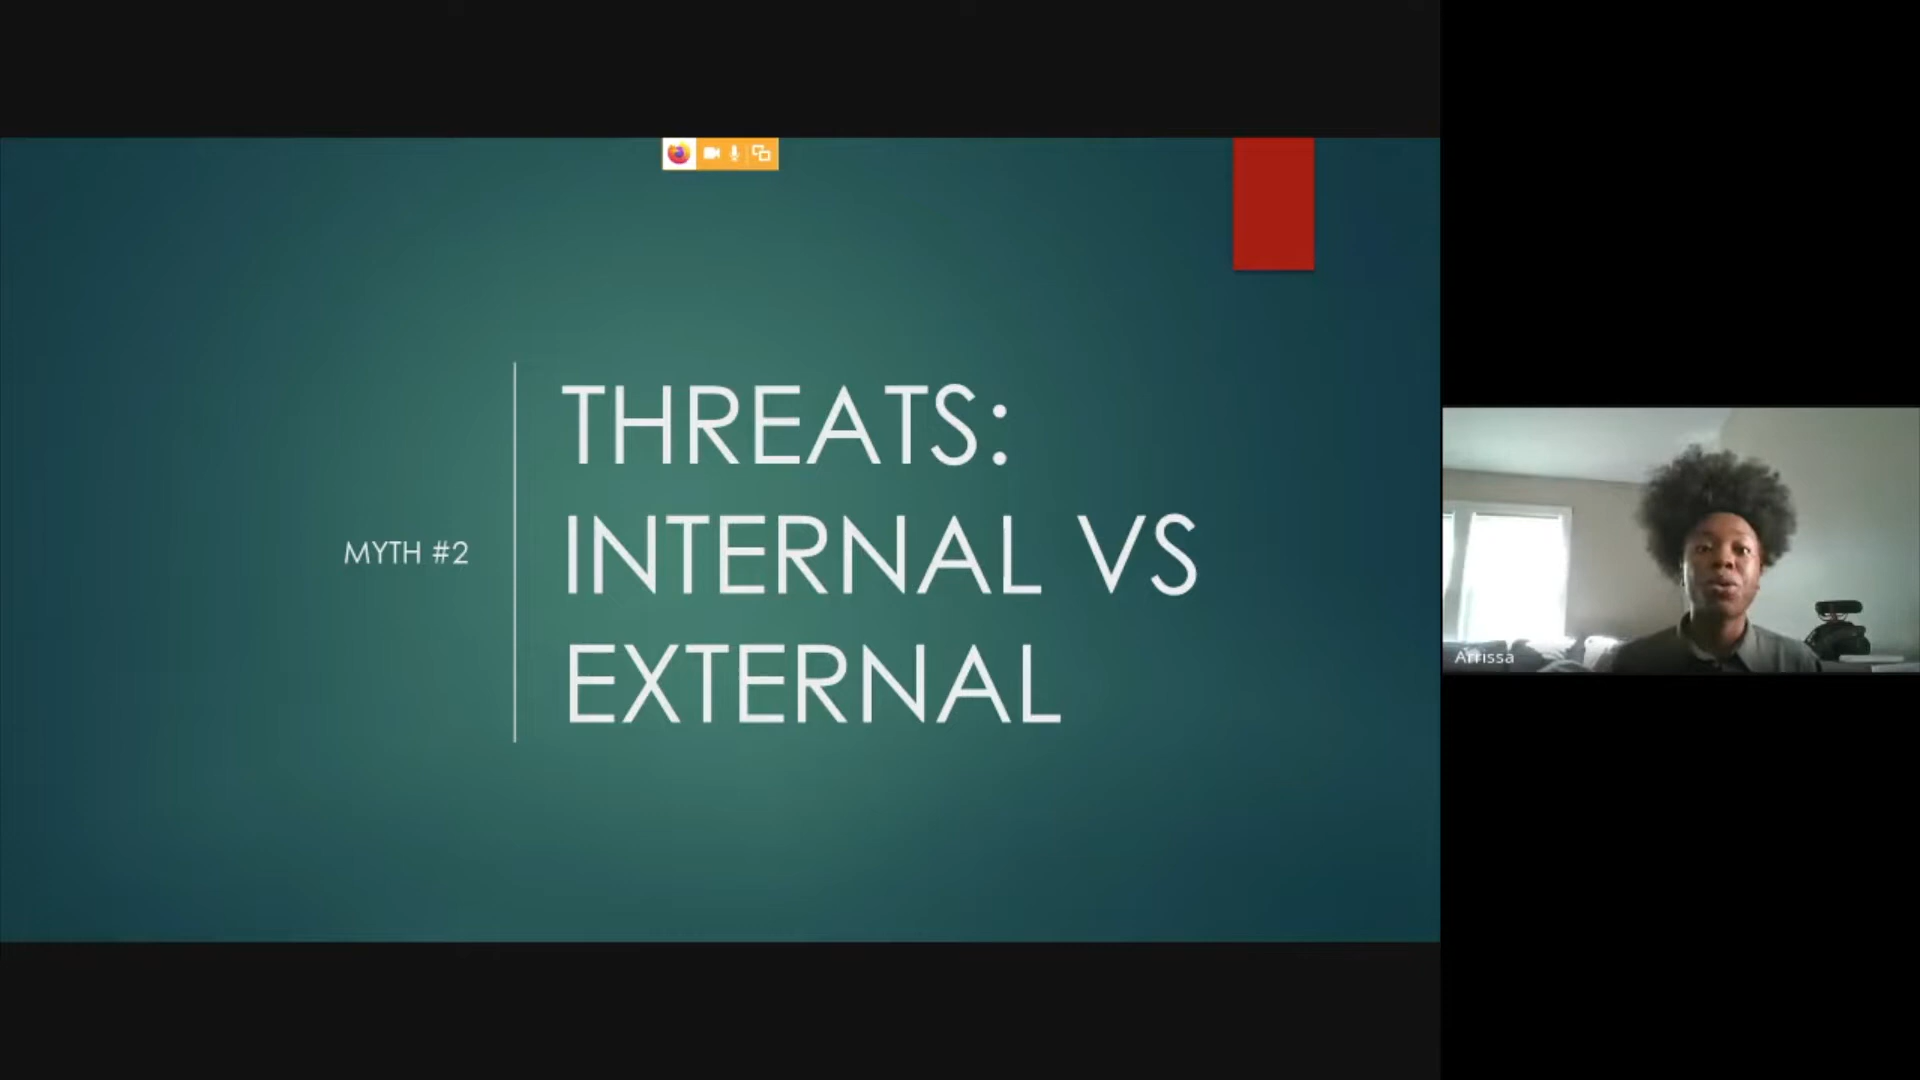 MYTH #2
THREATS:
INTERNAL VS
EXTERNAL
Arrissa